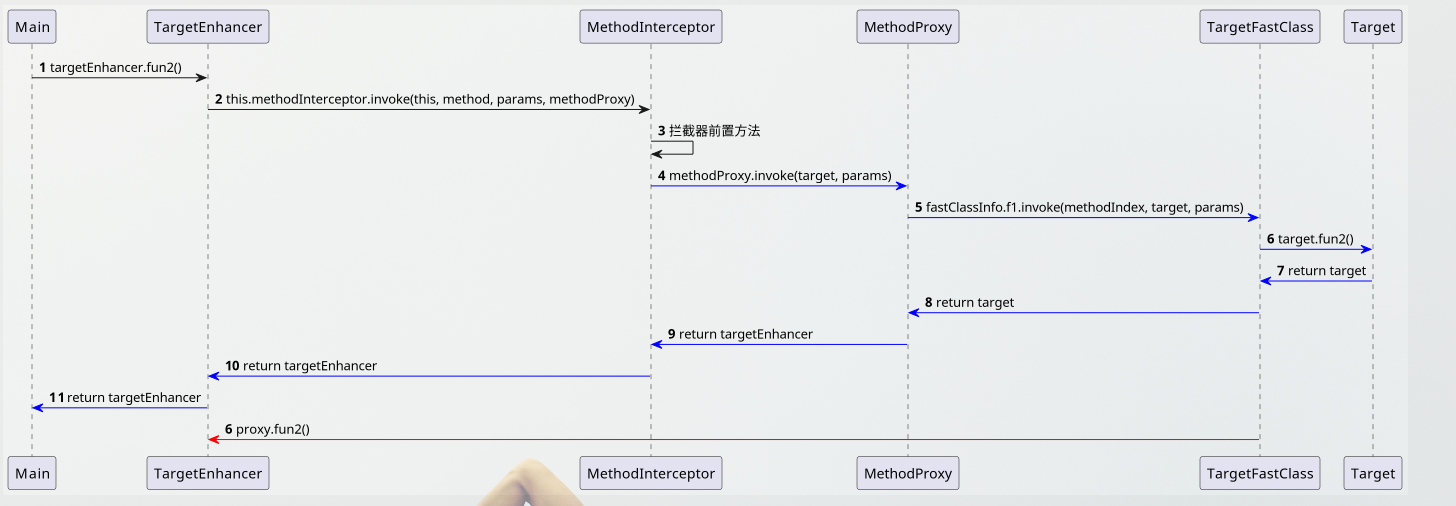 Main TargetEnhancer MethodInterceptor MethodProxy TargetFastClass Target
1 targetEnhancer.fun2()
2 this.methodInterceptor.invoke(this, method, params, methodProxy)
3 拦截器前置方法
4 methodProxy.invoke(target, params)
5 fastClassInfo.f1.invoke(methodIndex, target, params)
6 target.fun2()
7 return target
8 return target
9 return targetEnhancer
10 return targetEnhancer
11 return targetEnhancer
6 proxy.fun2()
Main TargetEnhancer MethodInterceptor MethodProxy TargetFastClass Target